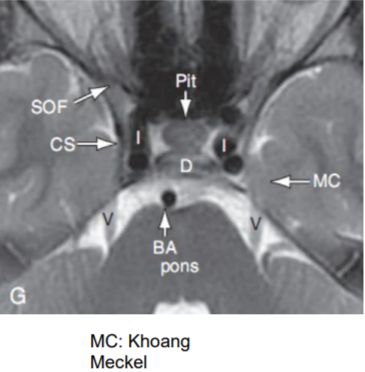 Pit
SOF
CS I I
D
MC
V V
BA
pons
G
MC: Khoang
Meckel